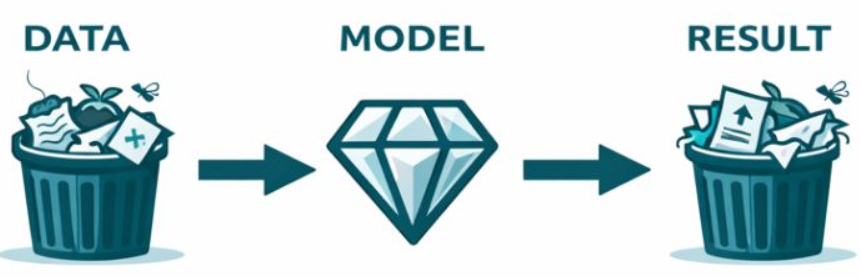 DATA
MODEL
RESULT